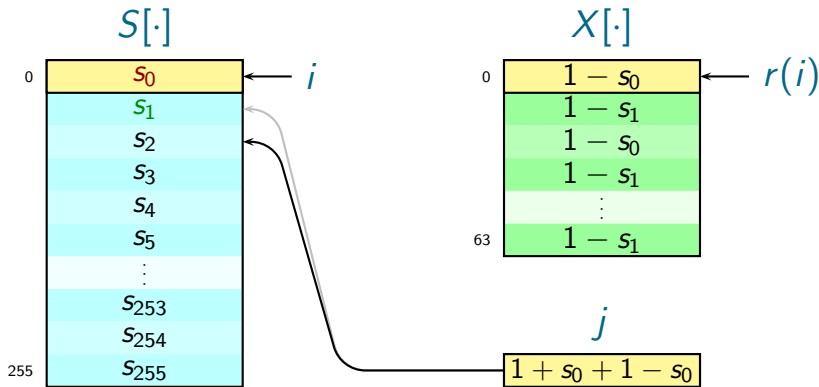 S[·] X[·]
0 s₀ i 0 1 − s₀ r(i)
s₁ 1 − s₁
s₂ 1 − s₀
s₃ 1 − s₁
s₄ ⋮
s₅ 63 1 − s₁
⋮
s₂₅₃ j
s₂₅₄
255 s₂₅₅ 1 + s₀ + 1 − s₀